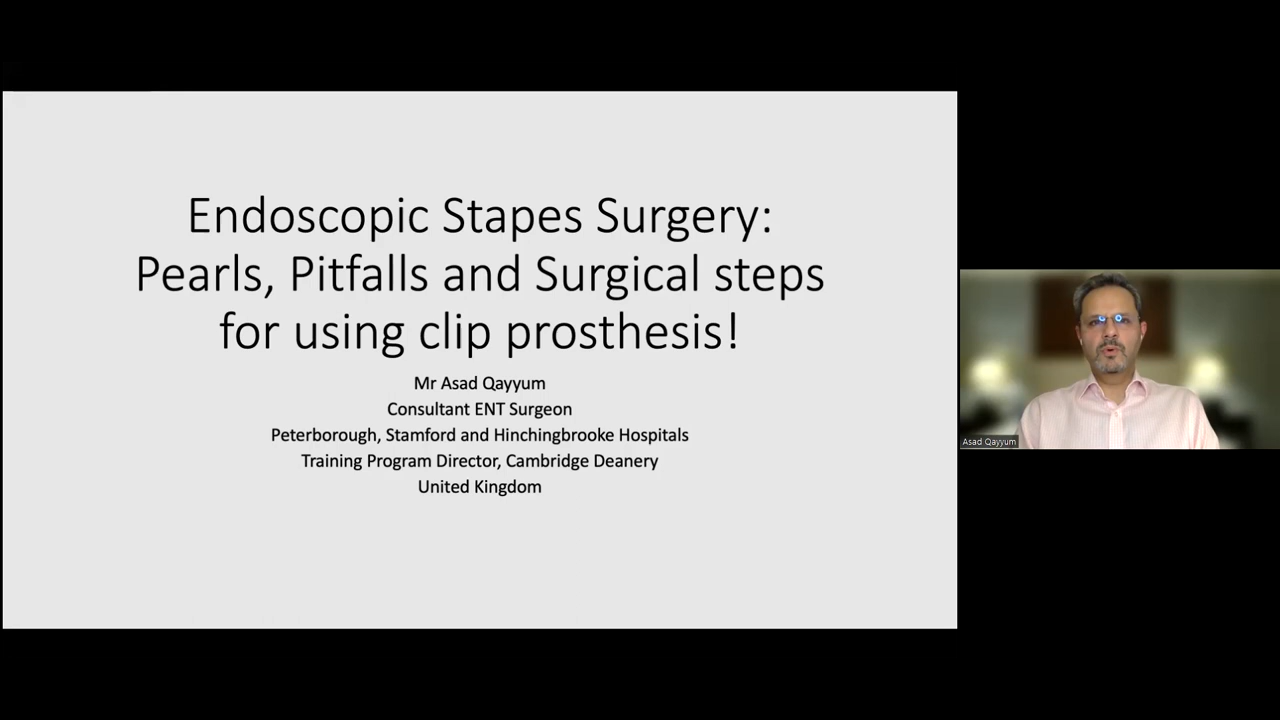 Endoscopic Stapes Surgery:
Pearls, Pitfalls and Surgical steps
for using clip prosthesis!
Mr Asad Qayyum
Consultant ENT Surgeon
Peterborough, Stamford and Hinchingbrooke Hospitals
Training Program Director, Cambridge Deanery
United Kingdom
Asad Qayyum